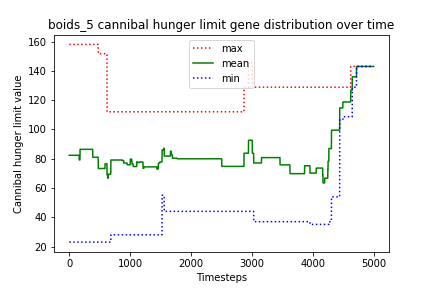 boids_5 cannibal hunger limit gene distribution over time
max
mean
min
Cannibal hunger limit value
160
140
120
100
80
60
40
20
0
1000
2000
3000
4000
5000
Timesteps